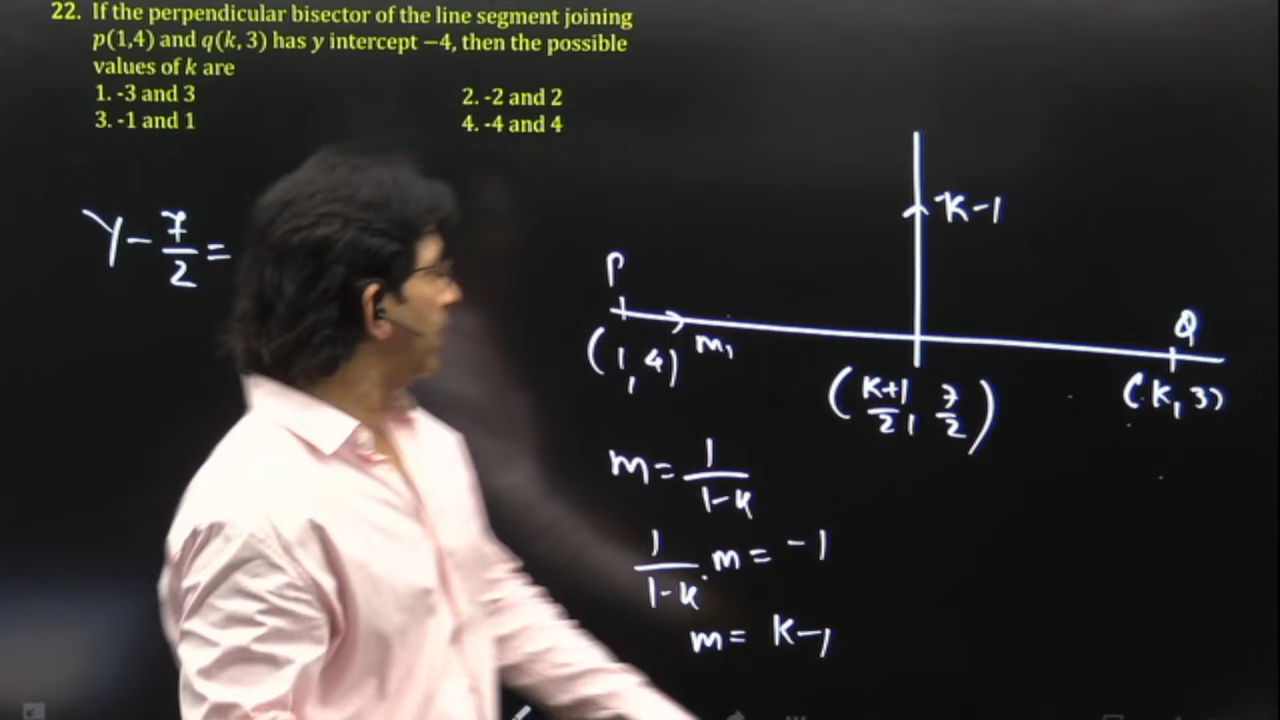 22. If the perpendicular bisector of the line segment joining
p(1,4) and q(k, 3) has y intercept −4, then the possible
values of k are
1. -3 and 3
2. -2 and 2
3. -1 and 1
4. -4 and 4
Y - 7/2 =
K-1
P
Q
(1, 4)
m₁
(K+1/2, 7/2)
(K, 3)
m = 1/1-k
1/1-k . m = -1
m = K-1